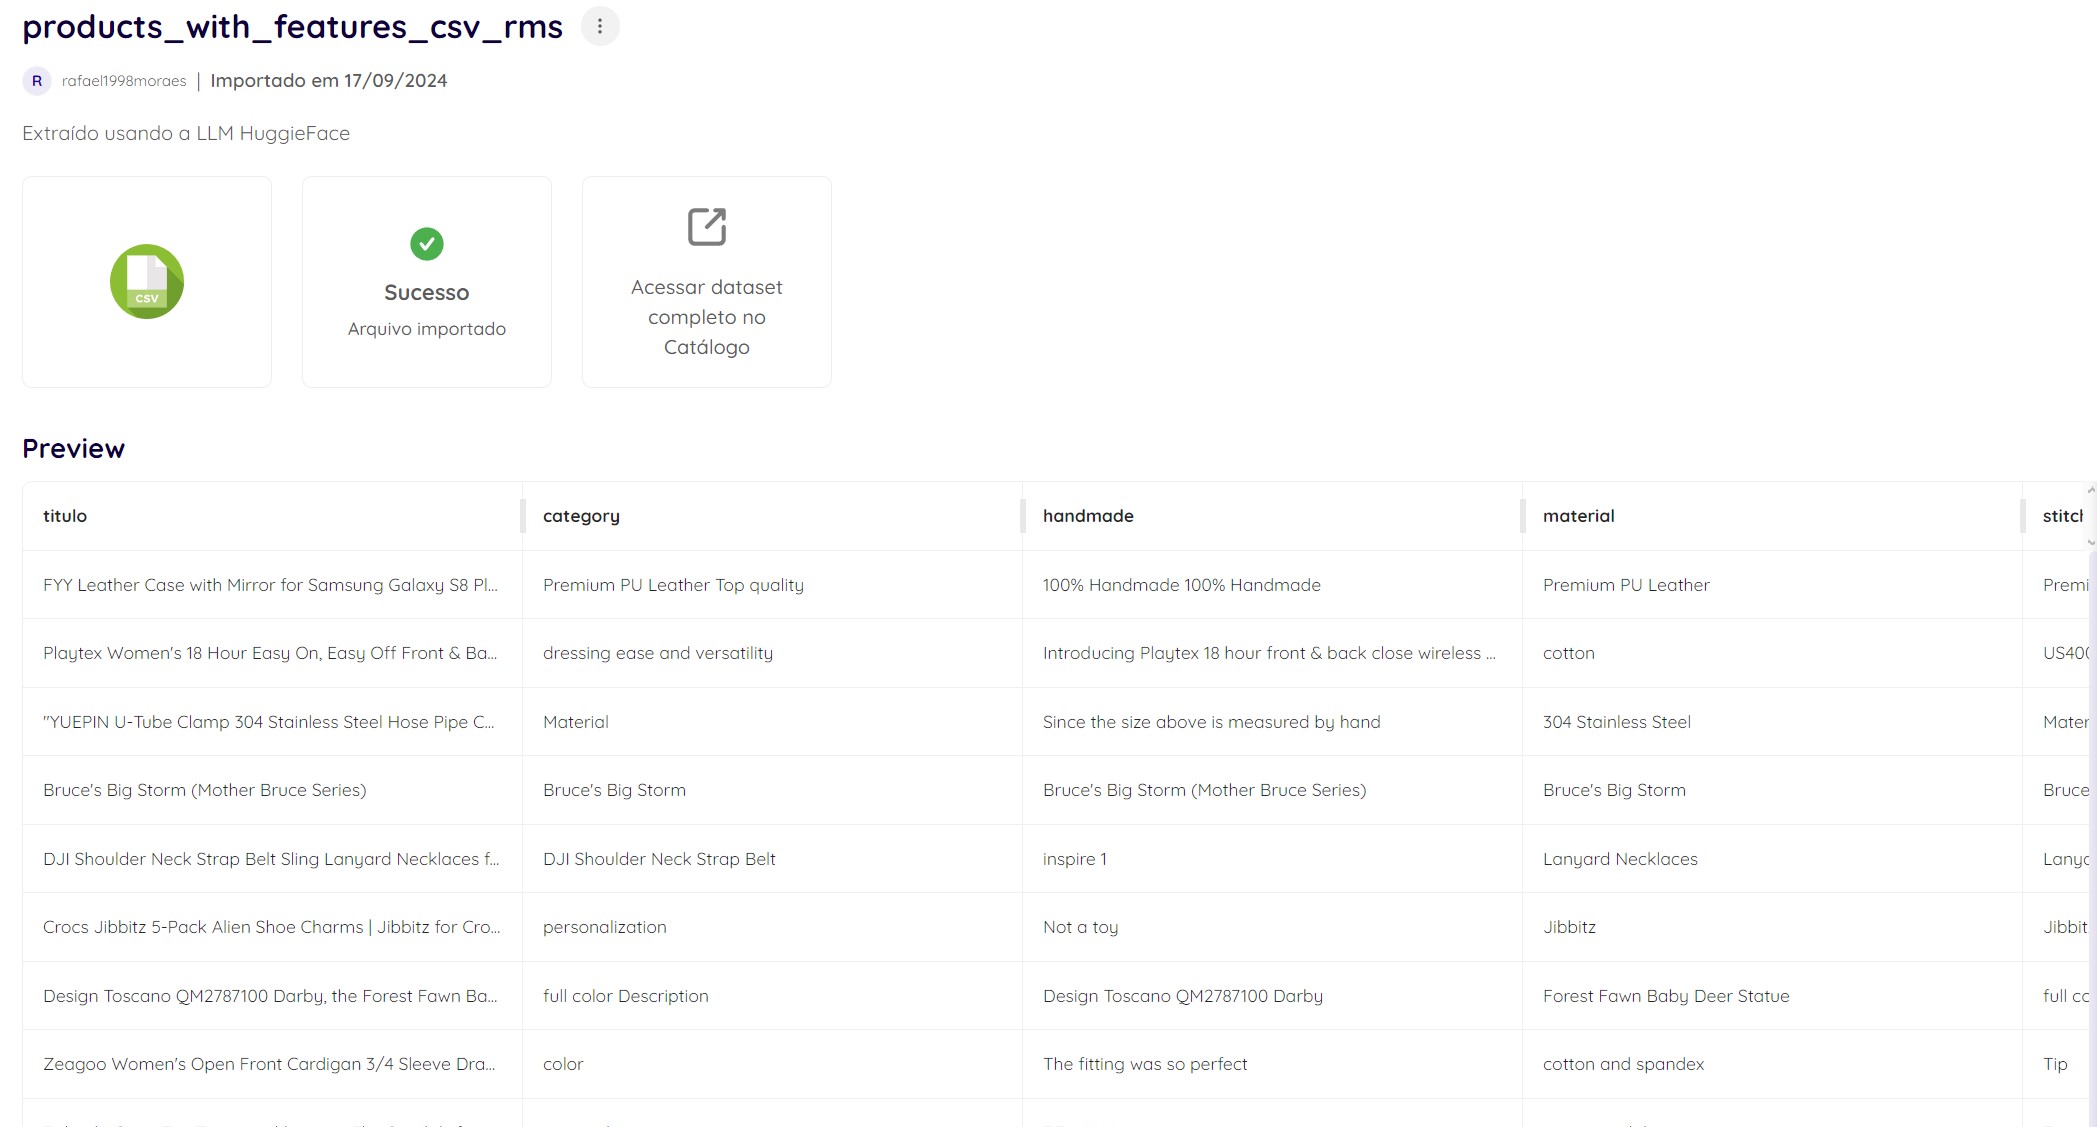 products_with_features_csv_rms
R rafael1998moraes | Importado em 17/09/2024
Extraído usando a LLM HuggieFace
CSV
Sucesso
Arquivo importado
Acessar dataset
completo no
Catálogo
Preview
titulo category handmade material stitch
FYY Leather Case with Mirror for Samsung Galaxy S8 Pl... Premium PU Leather Top quality 100% Handmade 100% Handmade Premium PU Leather Premi
Playtex Women's 18 Hour Easy On, Easy Off Front & Ba... dressing ease and versatility Introducing Playtex 18 hour front & back close wireless ... cotton US400
"YUEPIN U-Tube Clamp 304 Stainless Steel Hose Pipe C... Material Since the size above is measured by hand 304 Stainless Steel Mater
Bruce's Big Storm (Mother Bruce Series) Bruce's Big Storm Bruce's Big Storm (Mother Bruce Series) Bruce's Big Storm Bruce
DJI Shoulder Neck Strap Belt Sling Lanyard Necklaces f... DJI Shoulder Neck Strap Belt inspire 1 Lanyard Necklaces Lanya
Crocs Jibbitz 5-Pack Alien Shoe Charms | Jibbitz for Cro... personalization Not a toy Jibbitz Jibbit
Design Toscano QM2787100 Darby, the Forest Fawn Ba... full color Description Design Toscano QM2787100 Darby Forest Fawn Baby Deer Statue full co
Zeagoo Women's Open Front Cardigan 3/4 Sleeve Dra... color The fitting was so perfect cotton and spandex Tip